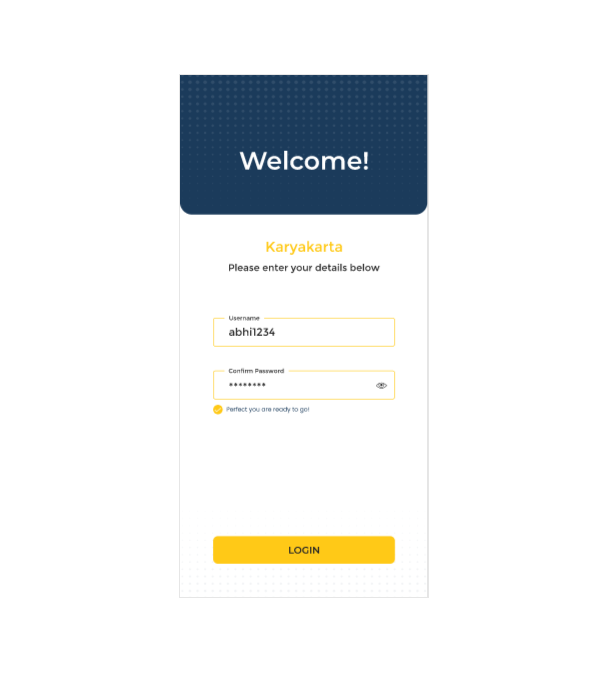 Welcome!
Karyakarta
Please enter your details below
Username
abhi1234
Confirm Password
********
Perfect you are ready to go!
LOGIN